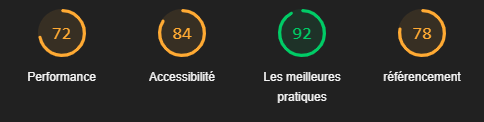 72 84 92 78
Performance Accessibilité Les meilleures référencement
pratiques